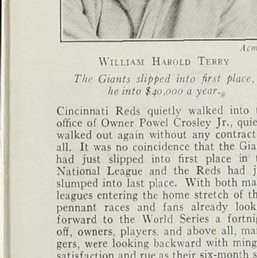 Acm
WILLIAM HAROLD TERRY
The Giants slipped into first place,
he into $40,000 a year.
Cincinnati Reds quietly walked into
office of Owner Powel Crosley Jr., quie
walked out again without any contract
all. It was no coincidence that the Gia
had just slipped into first place in
National League and the Reds had j
slumped into last place. With both ma
leagues entering the home stretch of th
pennant races and fans already look
forward to the World Series a fortni
off, owners, players, and above all, ma
gers, were looking backward with ming
satisfaction and rue as their six-month s